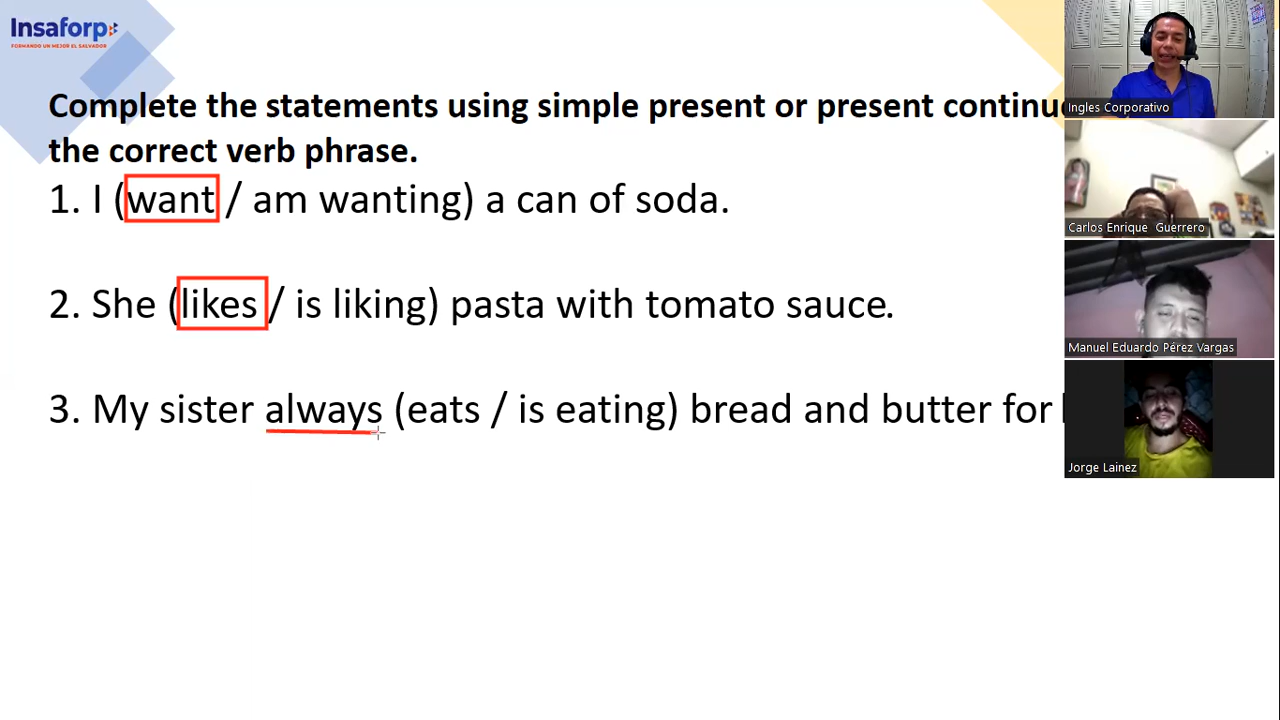 Insaforp
FORMANDO UN MEJOR EL SALVADOR
Complete the statements using simple present or present
the correct verb phrase.
1. I (want / am wanting) a can of soda.
2. She (likes / is liking) pasta with tomato sauce.
3. My sister always (eats / is eating) bread and butter for
Ingles Corporativo
Carlos Enrique Guerrero
Manuel Eduardo Pérez Vargas
Jorge Lainez